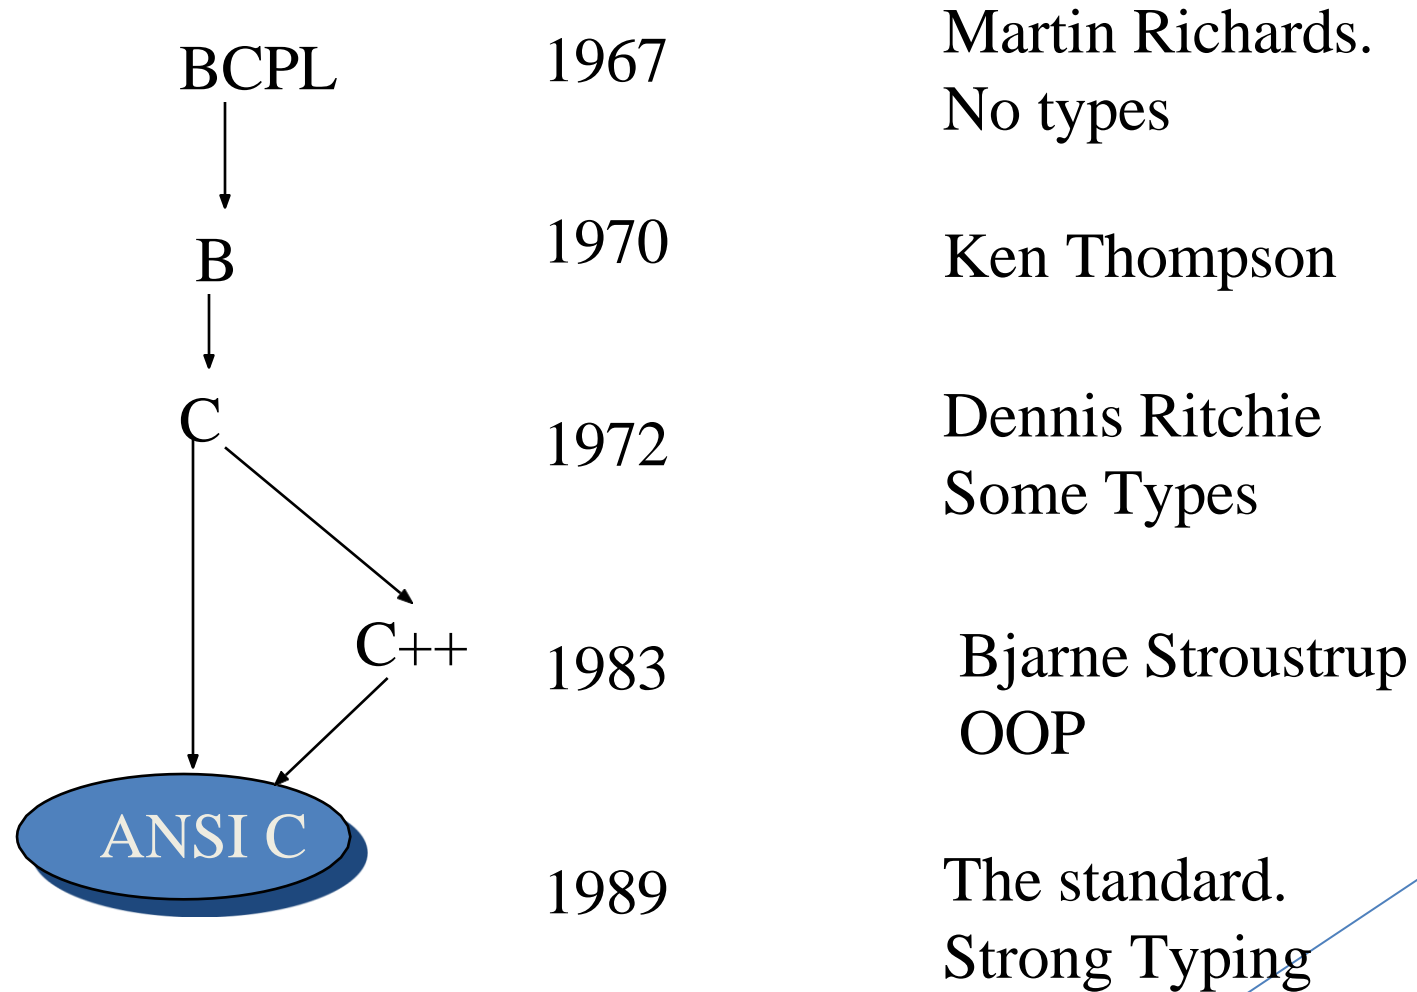 BCPL 1967 Martin Richards.
No types
B 1970 Ken Thompson
C 1972 Dennis Ritchie
Some Types
C++ 1983 Bjarne Stroustrup
OOP
ANSI C 1989 The standard.
Strong Typing